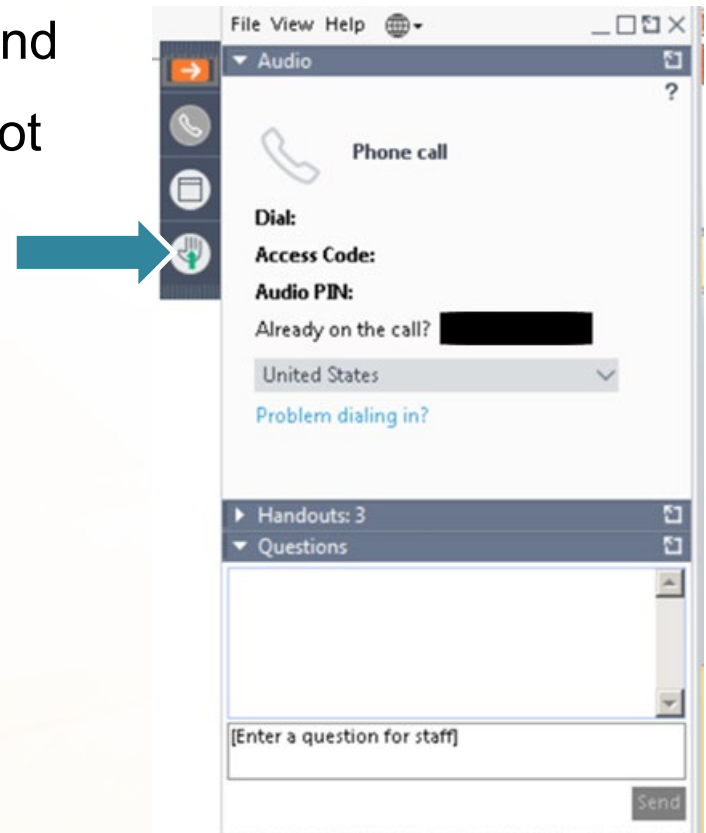 nd
ot
File View Help
Audio
?
Phone call
Dial:
Access Code:
Audio PIN:
Already on the call?
United States
Problem dialing in?
Handouts: 3
Questions
[Enter a question for staff]
Send